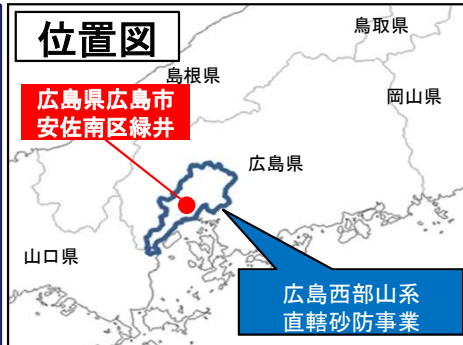 位置図
鳥取県
島根県
岡山県
広島県広島市
安佐南区緑井
広島県
山口県
広島西部山系
直轄砂防事業